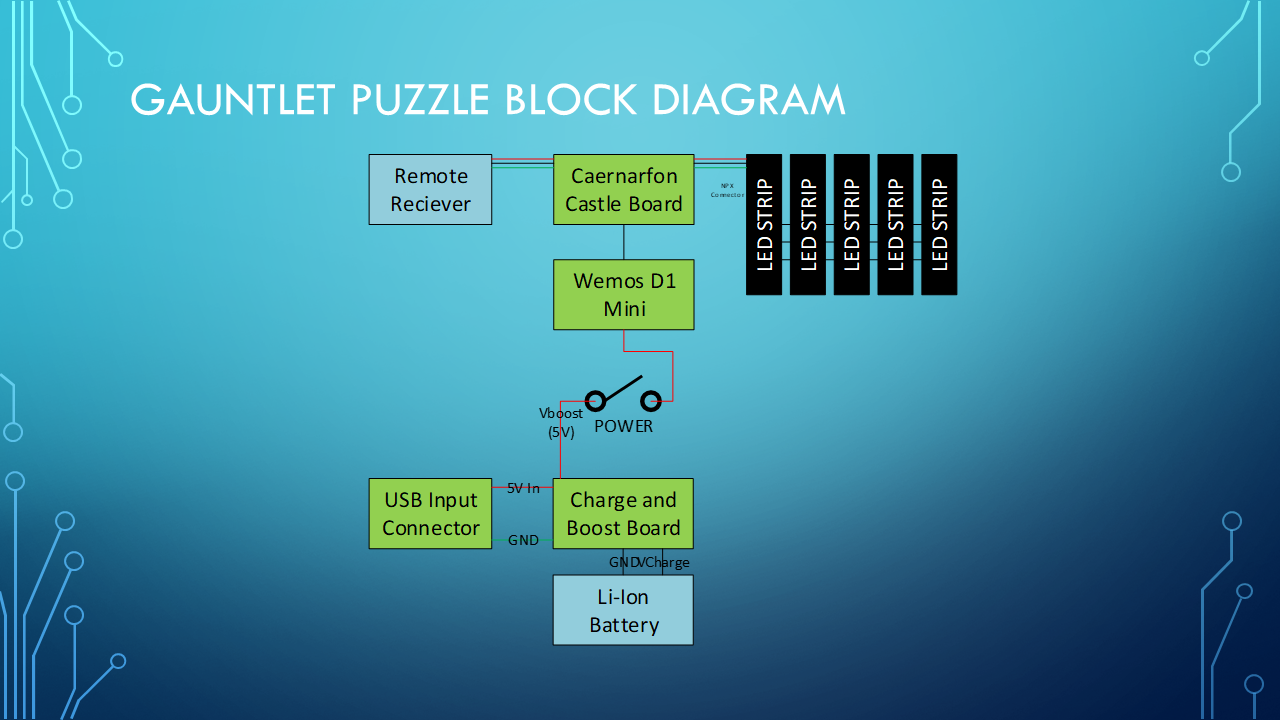 GAUNTLET PUZZLE BLOCK DIAGRAM
Remote
Reciever
Caernarfon
Castle Board
NPX
Connector
LED STRIP
LED STRIP
LED STRIP
LED STRIP
LED STRIP
Wemos D1
Mini
Vboost
(5V)
POWER
USB Input
Connector
5V In
GND
Charge and
Boost Board
GND
VCharge
Li-Ion
Battery